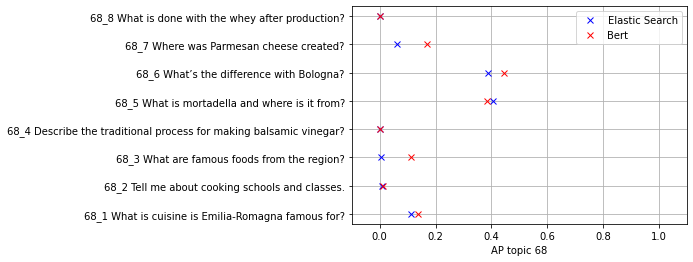 68_8 What is done with the whey after production?
68_7 Where was Parmesan cheese created?
68_6 What’s the difference with Bologna?
68_5 What is mortadella and where is it from?
68_4 Describe the traditional process for making balsamic vinegar?
68_3 What are famous foods from the region?
68_2 Tell me about cooking schools and classes.
68_1 What is cuisine is Emilia-Romagna famous for?
Elastic Search
Bert
0.0 0.2 0.4 0.6 0.8 1.0
AP topic 68